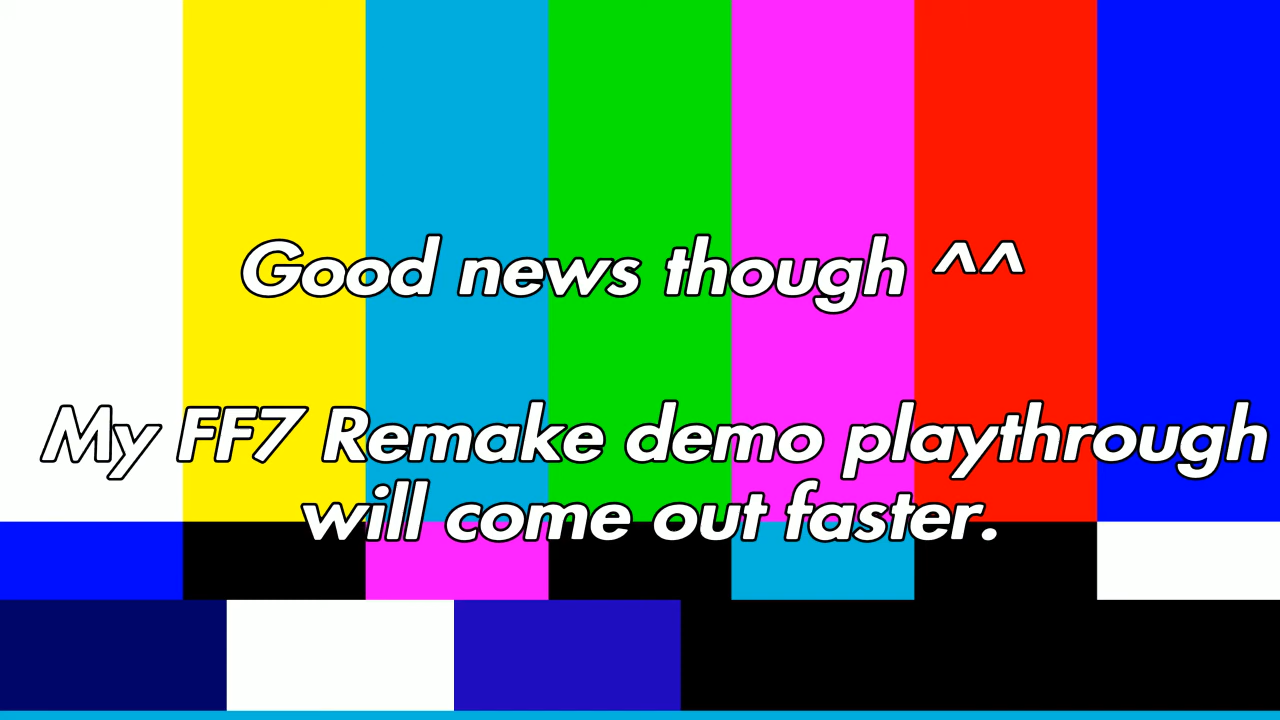 Good news though ^^
My FF7 Remake demo playthrough
will come out faster.